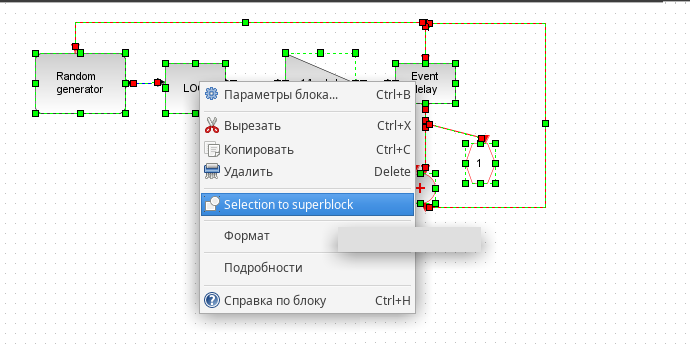 Random
generator
LO
Event
delay
1
Параметры блока... Ctrl+B
Вырезать Ctrl+X
Копировать Ctrl+C
Удалить Delete
Selection to superblock
Формат
Подробности
Справка по блоку Ctrl+H